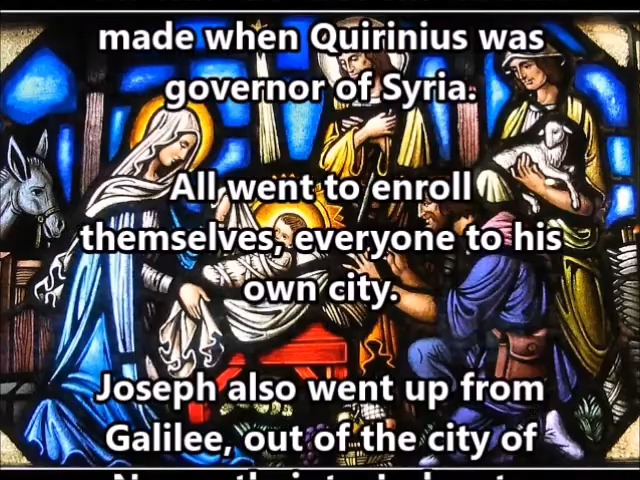 made when Quirinius was
governor of Syria.
All went to enroll
themselves, everyone to his
own city.
Joseph also went up from
Galilee, out of the city of